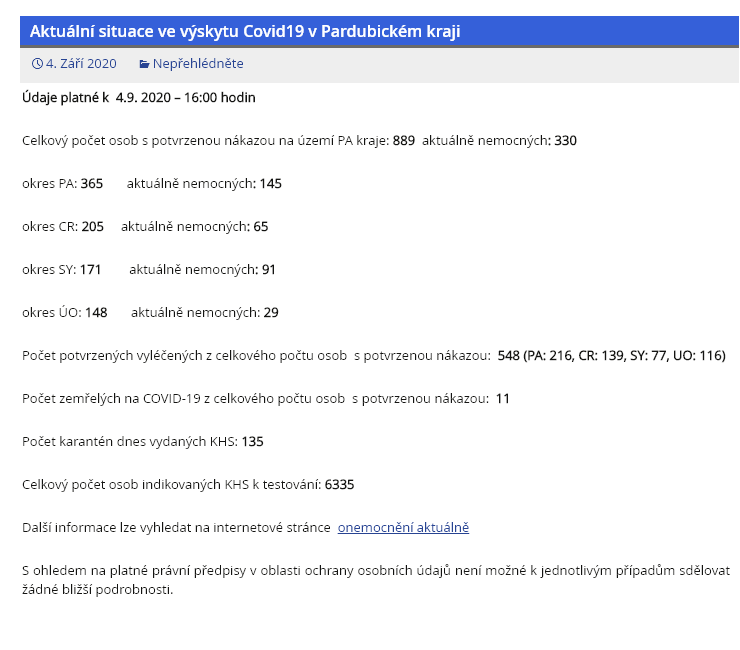 Aktuální situace ve výskytu Covid19 v Pardubickém kraji
4. Září 2020 Nepřehlédněte
Údaje platné k 4.9. 2020 – 16:00 hodin
Celkový počet osob s potvrzenou nákazou na území PA kraje: 889 aktuálně nemocných: 330
okres PA: 365 aktuálně nemocných: 145
okres CR: 205 aktuálně nemocných: 65
okres SY: 171 aktuálně nemocných: 91
okres ÚO: 148 aktuálně nemocných: 29
Počet potvrzených vyléčených z celkového počtu osob s potvrzenou nákazou: 548 (PA: 216, CR: 139, SY: 77, UO: 116)
Počet zemřelých na COVID-19 z celkového počtu osob s potvrzenou nákazou: 11
Počet karantén dnes vydaných KHS: 135
Celkový počet osob indikovaných KHS k testování: 6335
Další informace lze vyhledat na internetové stránce onemocnění aktuálně
S ohledem na platné právní předpisy v oblasti ochrany osobních údajů není možné k jednotlivým případům sdělovat
žádné bližší podrobnosti.